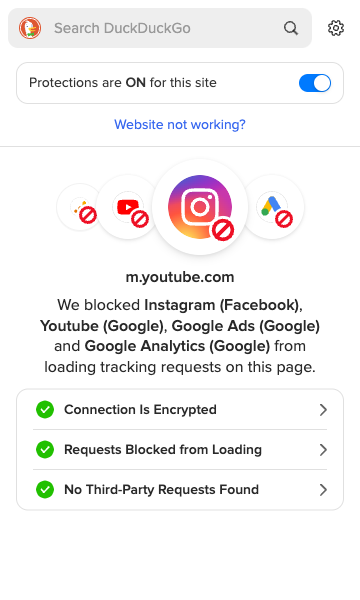 Search DuckDuckGo
Protections are ON for this site
Website not working?
m.youtube.com
We blocked Instagram (Facebook),
Youtube (Google), Google Ads (Google)
and Google Analytics (Google) from
loading tracking requests on this page.
Connection Is Encrypted
Requests Blocked from Loading
No Third-Party Requests Found